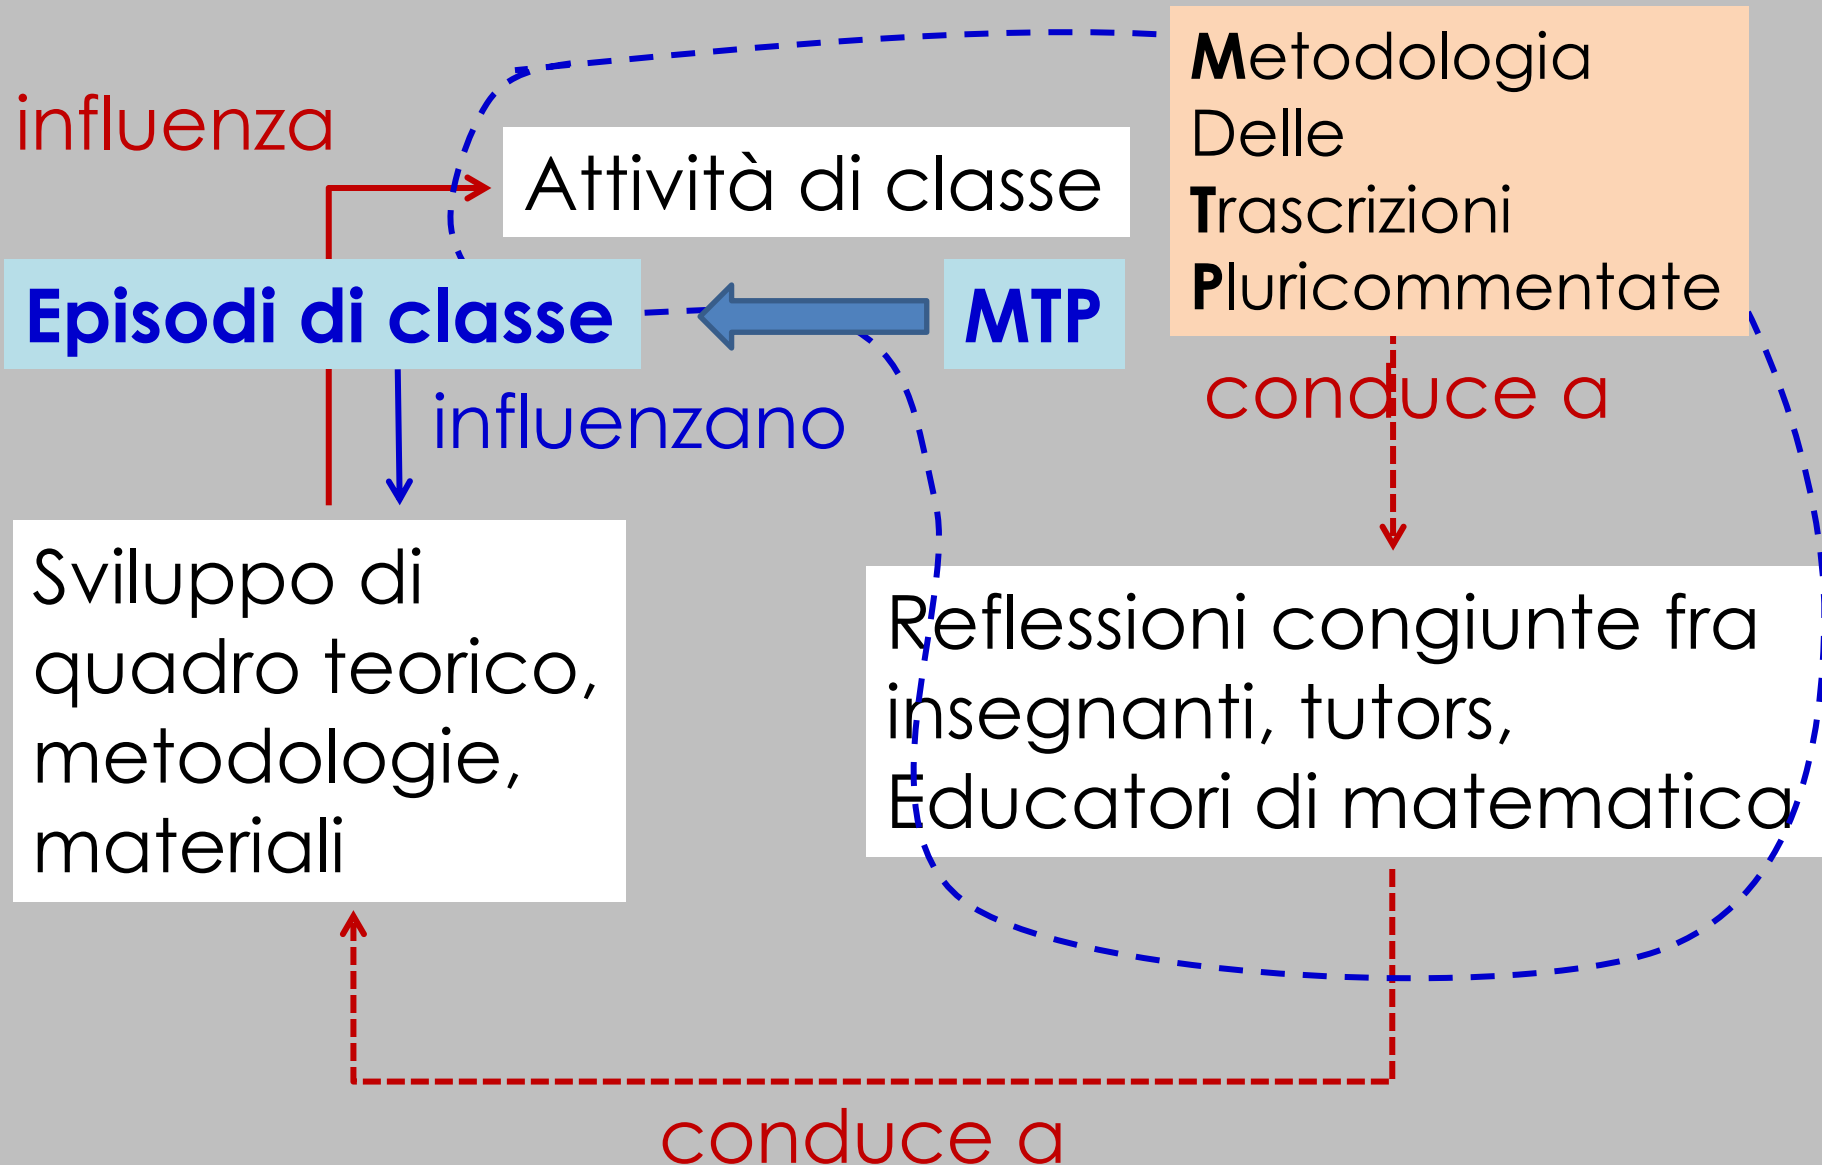 influenza
Attività di classe
Metodologia
Delle
Trascrizioni
Pluricommentate
Episodi di classe
MTP
influenzano
conduce a
Sviluppo di
quadro teorico,
metodologie,
materiali
Reflessioni congiunte fra
insegnanti, tutors,
Educatori di matematica
conduce a